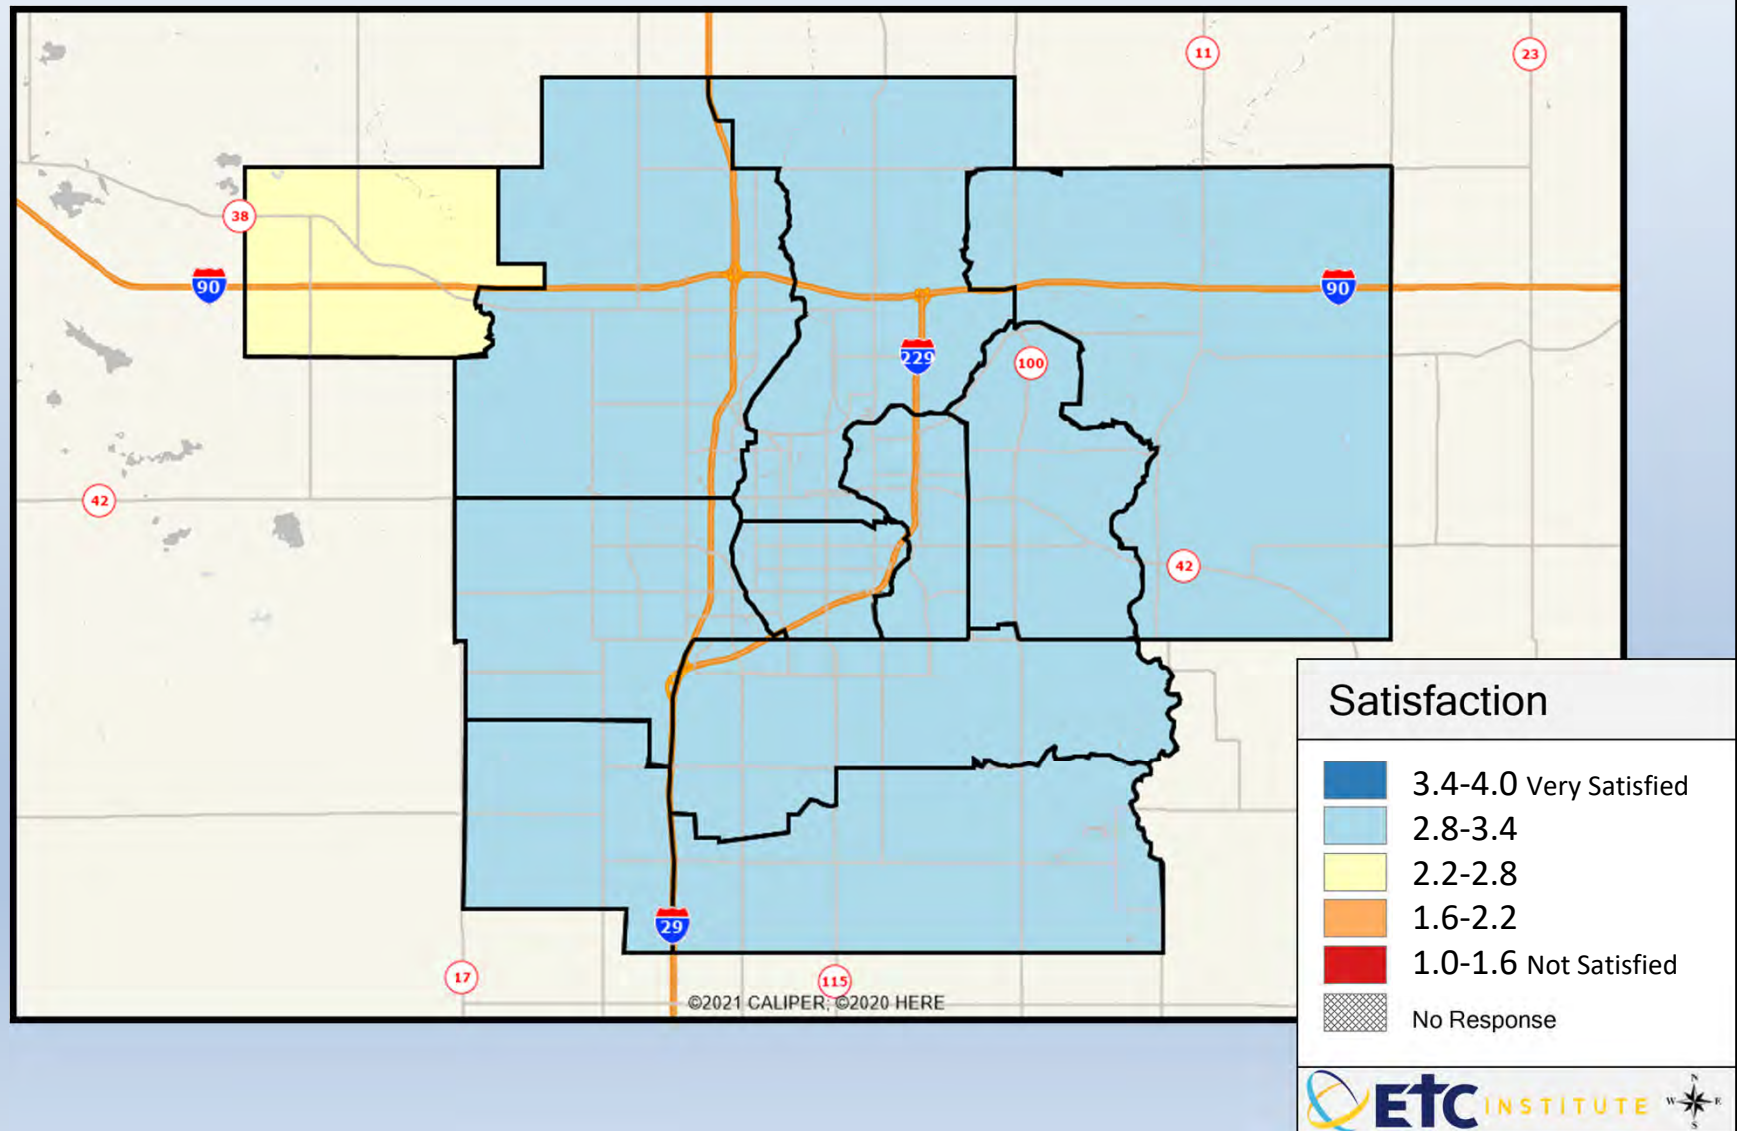 11
23
38
90
90
229
100
42
42
29
17
115
©2021 CALIPER; ©2020 HERE
Satisfaction
3.4-4.0 Very Satisfied
2.8-3.4
2.2-2.8
1.6-2.2
1.0-1.6 Not Satisfied
No Response
ETC INSTITUTE
N
W E
S